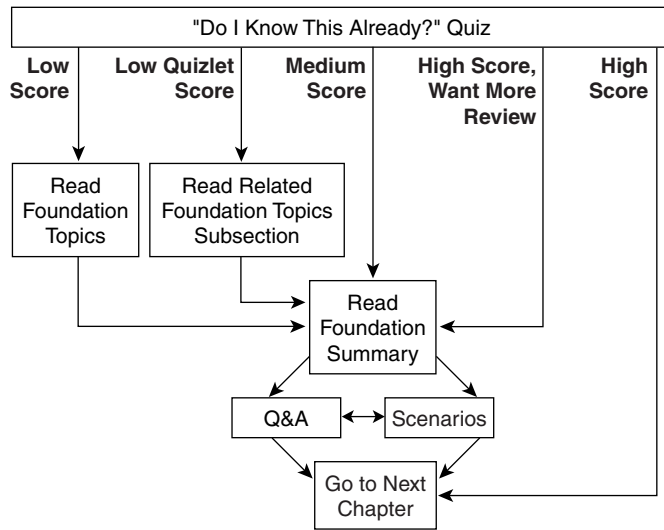 "Do I Know This Already?" Quiz
Low
Score
Low Quizlet
Score
Medium
Score
High Score,
Want More
Review
High
Score
Read
Foundation
Topics
Read Related
Foundation Topics
Subsection
Read
Foundation
Summary
Q&A
Scenarios
Go to Next
Chapter